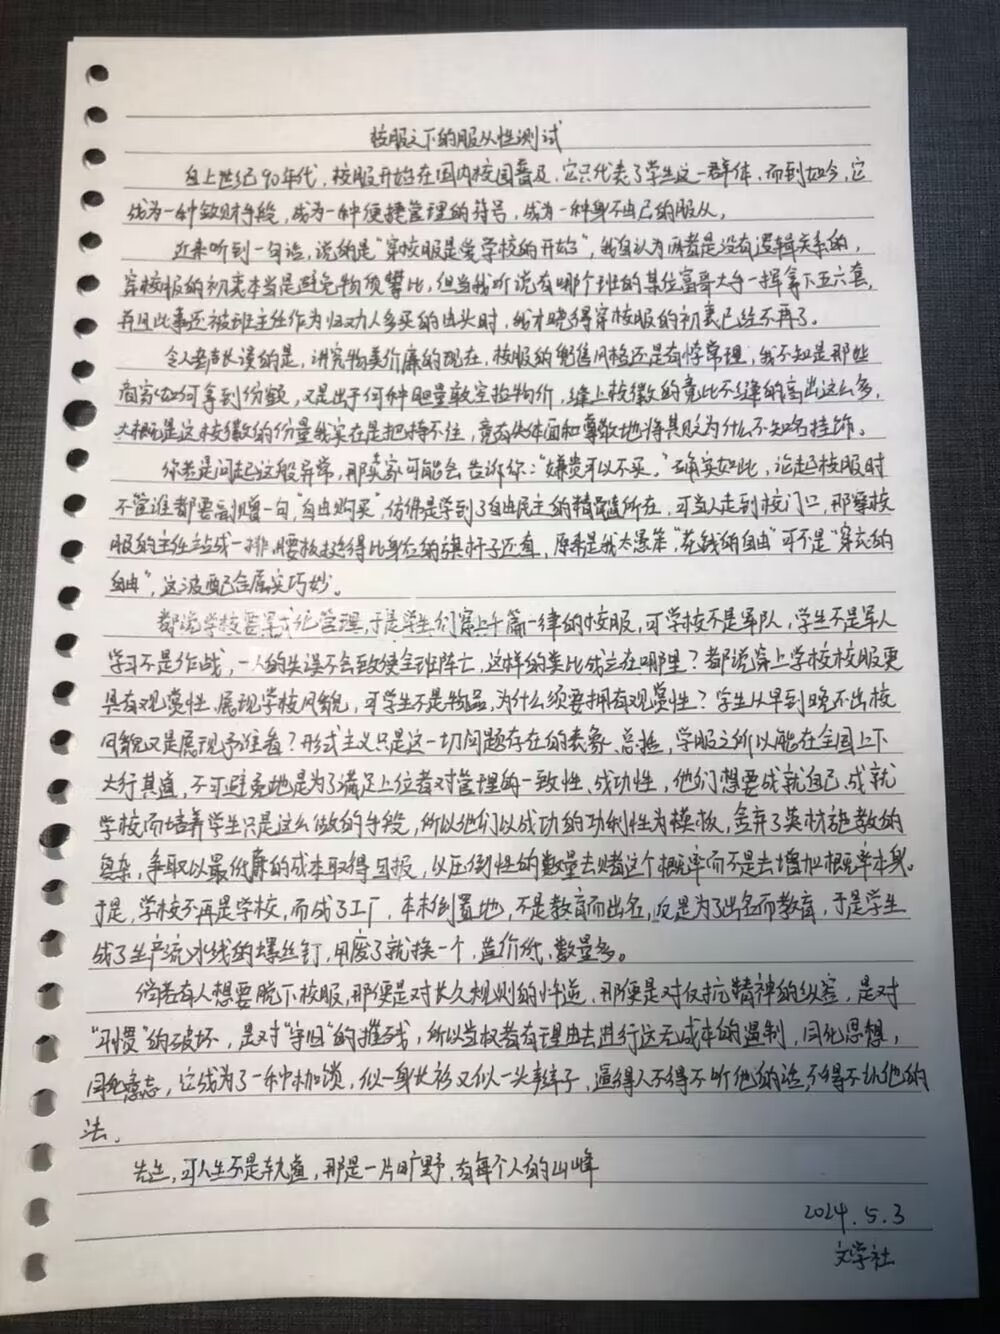 校服之下的服从性测试
自上世纪90年代，校服开始在国内校园普及，它只代表了学生这一群体，而到如今，它
成为一种敛财手段，成为一种便捷管理的符号，成为一种身不由己的服从。
近来听到一句话，说的是“穿校服是爱学校的开始”，我自认为两者是没有逻辑关系的，
穿校服的初衷本当是避免物质攀比，但当我听说有哪个班的某位富哥大手一挥拿下五六套，
并且此事还被班主任作为归功人多买的由头时，我才晓得穿校服的初衷已经不再了。
令人声声长叹的是，讲究物美价廉的现在，校服的销售风格还是有悖常理，我不知是那些
商家如何拿到份额，又是出于何种胆量敢空抬物价，缝上校徽的竟比不缝的高出这么多，
大概是这校徽的份量我实在是把持不住，竟有失体面和尊敬地将其贬为什么不知名挂饰。
你若是问起这般异常，那卖家可能会告诉你：“嫌贵可以不买。”确实如此，论起校服时
不管谁都要副赠一句，“自由购买”，仿佛是学到了自由民主的精髓所在，可当人走到校门口，那穿校
服的主任站成一排，腰板挺得比身位的旗杆子还直，原来是我太愚笨，“花钱的自由”可不是“穿衣的
自由”，这波配合属实巧妙。
都说学校要军式化管理，于是学生们穿上千篇一律的校服，可学校不是军队，学生不是军人
学习不是作战，一人的失误不会致使全班阵亡，这样的类比成立在哪里？都说穿上学校校服更
具有观赏性、展现学校风貌，可学生不是物品，为什么须要拥有观赏性？学生从早到晚不出校
风貌又是展现予谁看？形式主义只是这一切问题存在的表象、总括，学服之所以能在全国上下
大行其道，不可避免地是为了满足上位者对管理的一致性、成功性，他们想要成就自己，成就
学校而培养学生只是这么做的手段，所以他们以成功的功利性为模板，舍弃了英材施教的
复杂，争取以最低廉的成本取得回报，以压倒性的数量去赌这个概率而不是去增加概率本身。
于是，学校不再是学校，而成了工厂，本末倒置地，不是教育而出名，反是为了出名而教育，于是学生
成了生产流水线的螺丝钉，用废了就换一个，造价低、数量多。
倘若有人想要脱下校服，那便是对长久规则的忤逆，那便是对反抗精神的纵容，是对
“习惯”的破坏，是对“守旧”的摧残，所以当权者有理由去进行这无成本的遏制，同化思想，
同化意志，它成为了一种枷锁，似一身长衫又似一头辫子，逼得人不得不听他的话，不得不从他的
法。
先生，可人生不是轨道，那是一片旷野，有每个人的山峰
2024.5.3
文学社